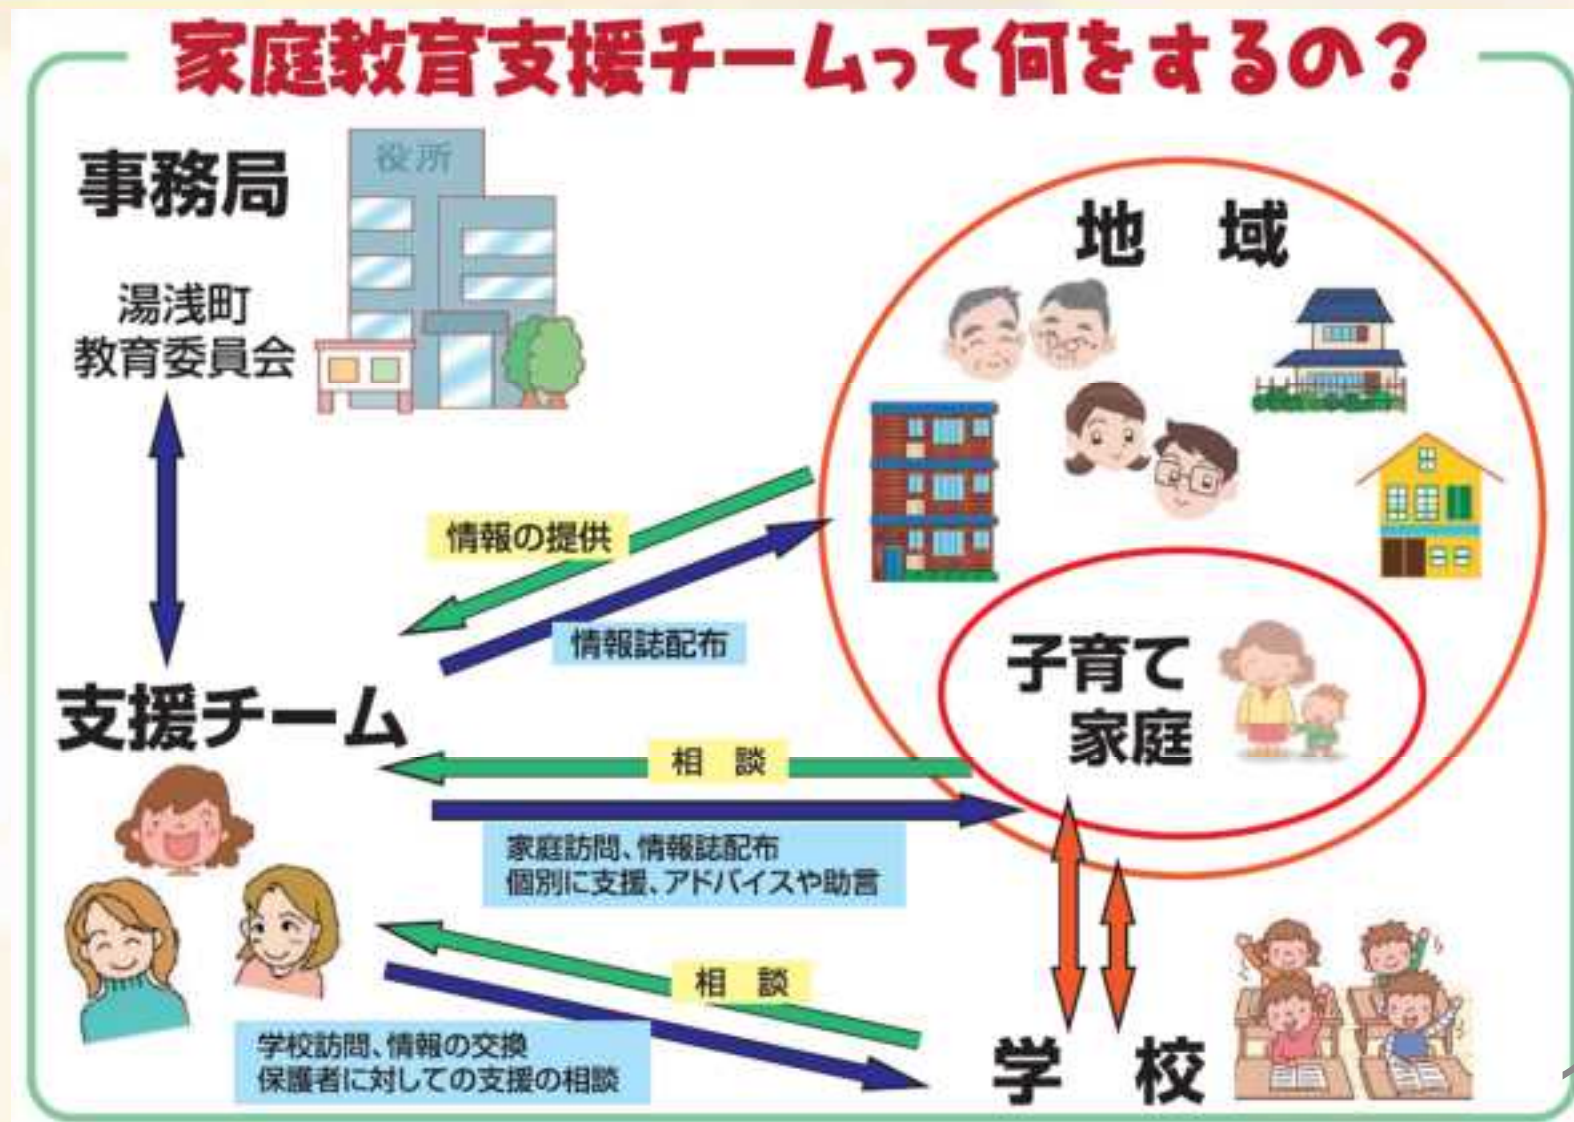 家庭教育支援チームって何をするの？
事務局
役所
湯浅町
教育委員会
地　域
情報の提供
情報誌配布
子育て
家庭
支援チーム
相　談
家庭訪問、情報誌配布
個別に支援、アドバイスや助言
相　談
学校訪問、情報の交換
保護者に対しての支援の相談
学　校